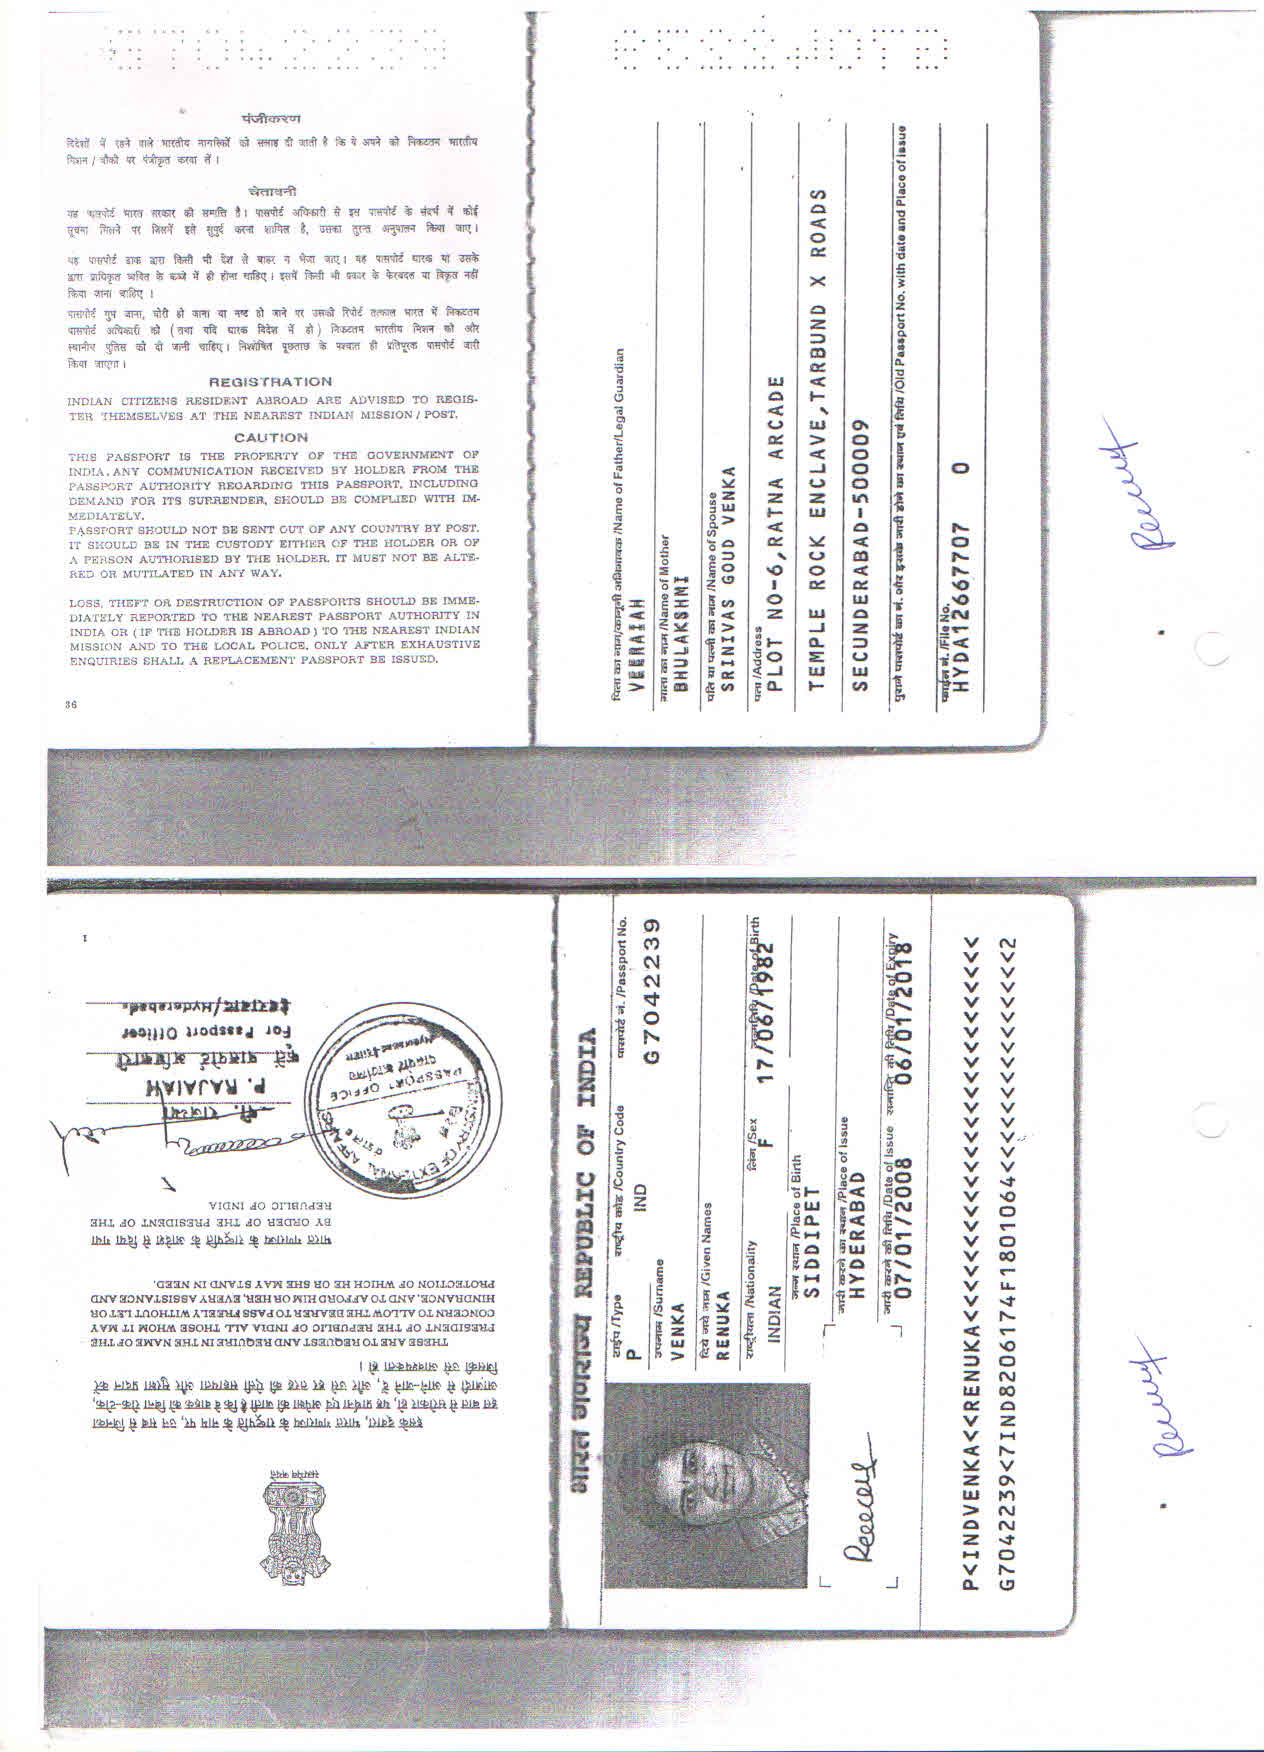 पंजीकरण
विदेशों में रहने वाले भारतीय नागरिकों को सलाह दी जाती है कि वे अपने को निकटतम भारतीय
मिशन / चौकी पर पंजीकृत करवा लें ।
चेतावनी
यह पासपोर्ट भारत सरकार की सम्पत्ति है। पासपोर्ट अधिकारी से इस पासपोर्ट के संदर्भ में कोई
सूचना मिलने पर जिसमें इसे सुपुर्द करना शामिल है, उसका तुरन्त अनुपालन किया जाए।
यह पासपोर्ट डाक द्वारा किसी भी देश से बाहर न भेजा जाए। यह पासपोर्ट धारक या उसके
द्वारा प्राधिकृत व्यक्ति के कब्जे में ही होना चाहिए। इसमें किसी भी प्रकार के फेरबदल या विकृत नहीं
किया जाना चाहिए ।
पासपोर्ट गुम जाना, चोरी हो जाना या नष्ट हो जाने पर उसकी रिपोर्ट तत्काल भारत में निकटतम
पासपोर्ट अधिकारी को (तथा यदि धारक विदेश में हो) निकटतम भारतीय मिशन को और
स्थानीय पुलिस को दी जानी चाहिए। निश्शेषित पूछताछ के पश्चात ही प्रतिपूरक पासपोर्ट जारी
किया जाएगा।
REGISTRATION
INDIAN CITIZENS RESIDENT ABROAD ARE ADVISED TO REGIS-
TER THEMSELVES AT THE NEAREST INDIAN MISSION / POST.
CAUTION
THIS PASSPORT IS THE PROPERTY OF THE GOVERNMENT OF
INDIA. ANY COMMUNICATION RECEIVED BY HOLDER FROM THE
PASSPORT AUTHORITY REGARDING THIS PASSPORT, INCLUDING
DEMAND FOR ITS SURRENDER, SHOULD BE COMPLIED WITH IM-
MEDIATELY.
PASSPORT SHOULD NOT BE SENT OUT OF ANY COUNTRY BY POST.
IT SHOULD BE IN THE CUSTODY EITHER OF THE HOLDER OR OF
A PERSON AUTHORISED BY THE HOLDER. IT MUST NOT BE ALTE-
RED OR MUTILATED IN ANY WAY.
LOSS, THEFT OR DESTRUCTION OF PASSPORTS SHOULD BE IMME-
DIATELY REPORTED TO THE NEAREST PASSPORT AUTHORITY IN
INDIA OR ( IF THE HOLDER IS ABROAD ) TO THE NEAREST INDIAN
MISSION AND TO THE LOCAL POLICE. ONLY AFTER EXHAUSTIVE
ENQUIRIES SHALL A REPLACEMENT PASSPORT BE ISSUED.
36
पिता का नाम/कानूनी अभिभावक /Name of Father/Legal Guardian
VEERAIAH
माता का नाम /Name of Mother
BHULAKSHMI
पति या पत्नी का नाम /Name of Spouse
SRINIVAS GOUD VENKA
पता /Address
PLOT NO-6,RATNA ARCADE
TEMPLE ROCK ENCLAVE,TARBUND X ROADS
SECUNDERABAD-500009
पुराने पासपोर्ट का नं. और इसके जारी होने का स्थान एवं तिथि /Old Passport No. with date and Place of issue
फाईल नं. /File No.
HYDA12667707 0
1
सत्यमेव जयते
इसके द्वारा, भारत गणराज्य के राष्ट्रपति के नाम पर, उन सब से जिनका
इस बात से सरोकार हो, यह प्रार्थना एवं अपेक्षा की जाती है कि वे वाहक को बिना रोक-टोक,
आज़ादी से आने-जाने दें, और उसे हर तरह की ऐसी सहायता और सुरक्षा प्रदान करें
जिसकी उसे आवश्यकता हो ।
THESE ARE TO REQUEST AND REQUIRE IN THE NAME OF THE
PRESIDENT OF THE REPUBLIC OF INDIA ALL THOSE WHOM IT MAY
CONCERN TO ALLOW THE BEARER TO PASS FREELY WITHOUT LET OR
HINDRANCE, AND TO AFFORD HIM OR HER, EVERY ASSISTANCE AND
PROTECTION OF WHICH HE OR SHE MAY STAND IN NEED.
भारत गणराज्य के राष्ट्रपति के आदेश से दिया गया
BY ORDER OF THE PRESIDENT OF THE
REPUBLIC OF INDIA
पी. राजय्या
P. RAJAIAH
कृते पासपोर्ट अधिकारी
For Passport Officer
हैदराबाद/Hyderabad.
MINISTRY OF EXTERNAL AFFAIRS
PASSPORT OFFICE
पासपोर्ट कार्यालय
भारत गणराज्य REPUBLIC OF INDIA
टाईप /Type राष्ट्रीय कोड /Country Code पासपोर्ट नं. /Passport No.
P IND G7042239
उपनाम /Surname
VENKA
दिये गये नाम /Given Names
RENUKA
राष्ट्रीयता /Nationality लिंग /Sex जन्मतिथि /Date of Birth
INDIAN F 17/06/1982
जन्म स्थान /Place of Birth
SIDDIPET
जारी करने का स्थान /Place of Issue
HYDERABAD
जारी करने की तिथि /Date of Issue समाप्ति की तिथि /Date of Expiry
07/01/2008 06/01/2018
P<INDVENKA<<RENUKA<<<<<<<<<<<<<<<<<<<<<<<<<<
G7042239<7IND8206174F1801064<<<<<<<<<<<<<<2